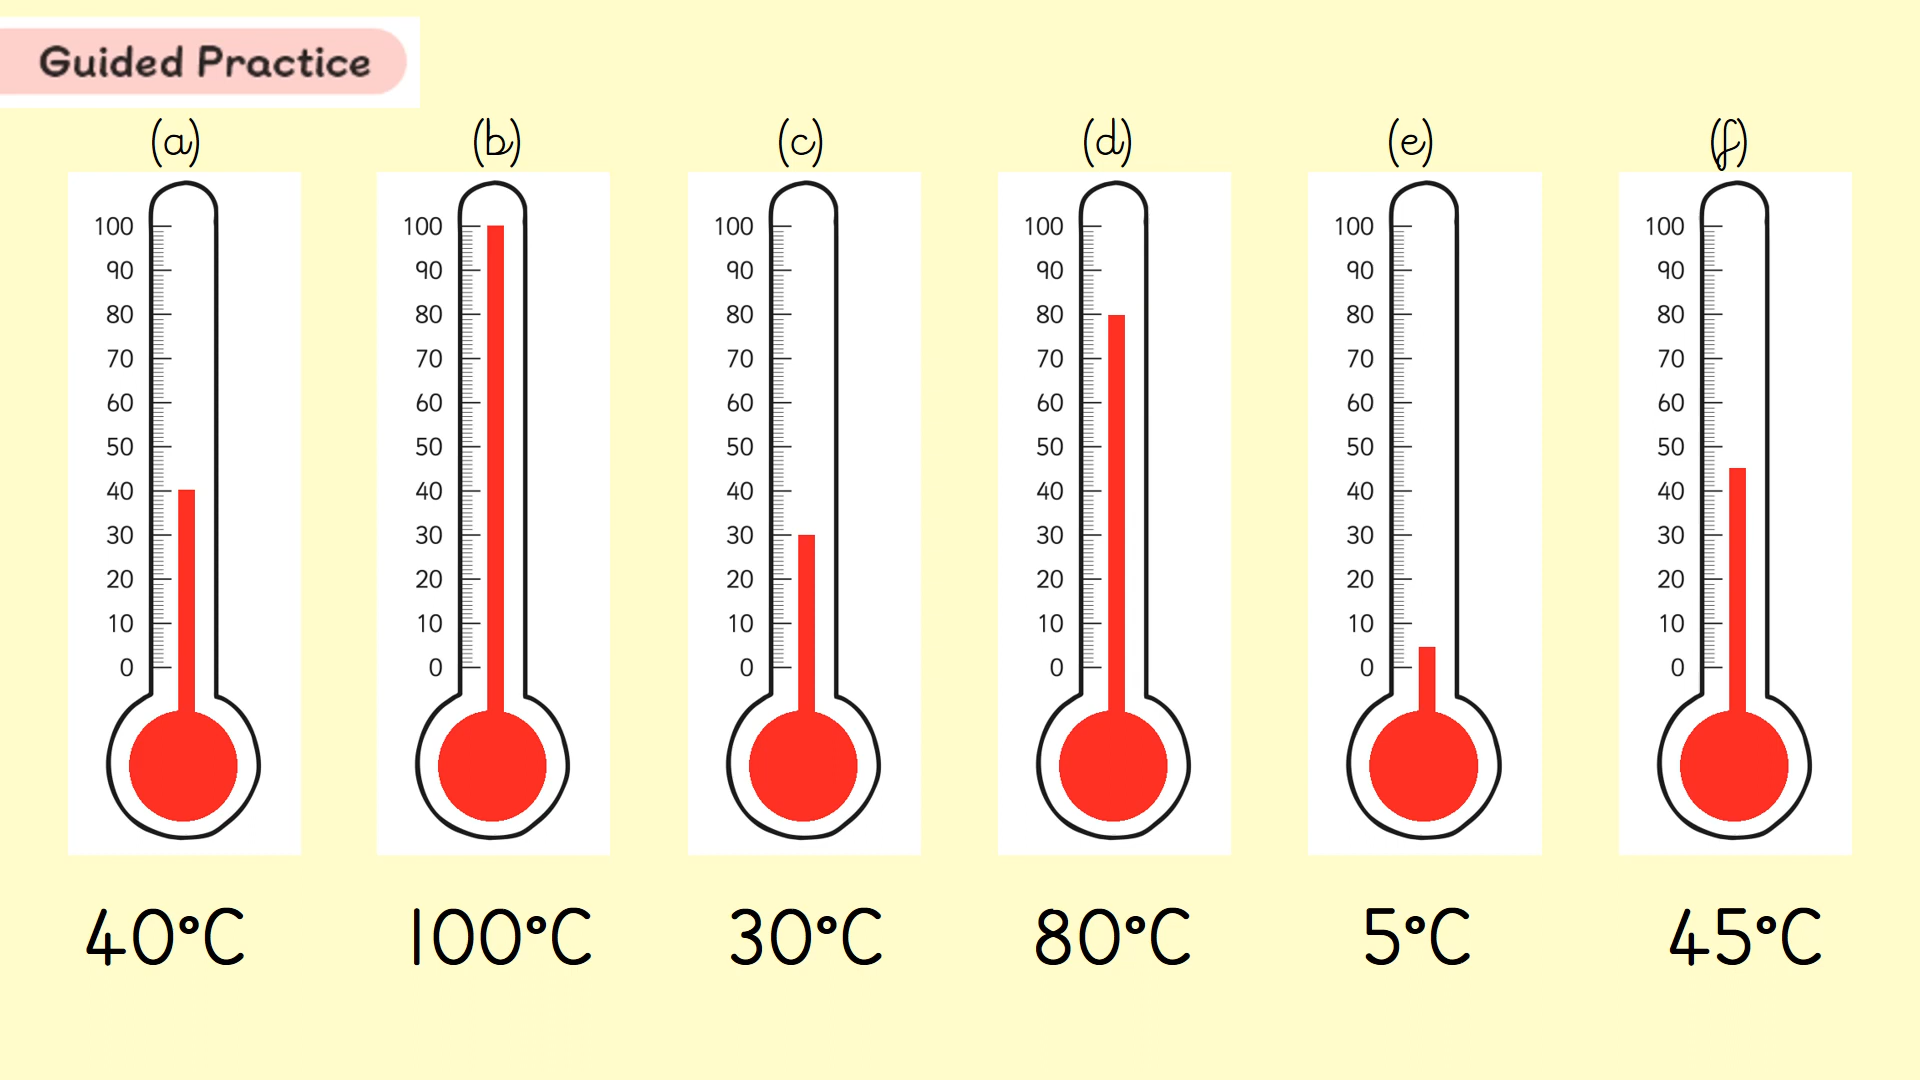 Guided Practice
(a) (b) (c) (d) (e) (f)
100 100 100 100 100 100
90 90 90 90 90 90
80 80 80 80 80 80
70 70 70 70 70 70
60 60 60 60 60 60
50 50 50 50 50 50
40 40 40 40 40 40
30 30 30 30 30 30
20 20 20 20 20 20
10 10 10 10 10 10
0 0 0 0 0 0
40°C 100°C 30°C 80°C 5°C 45°C